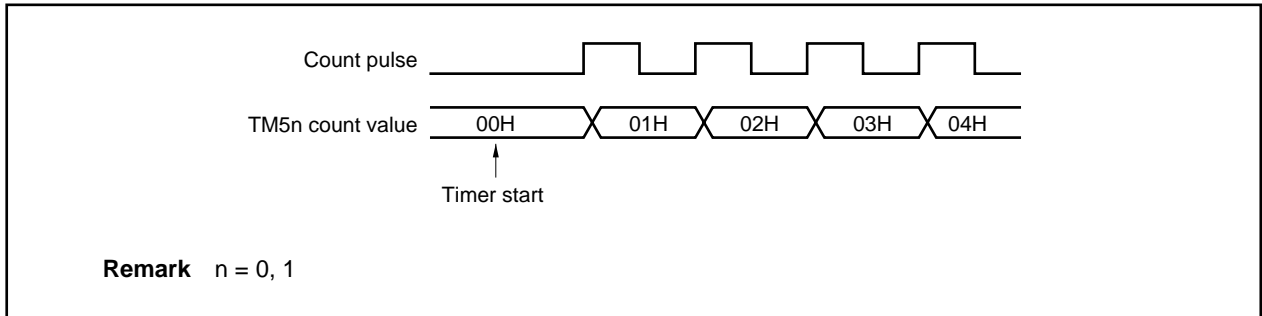 Count pulse
TM5n count value 00H 01H 02H 03H 04H
Timer start
Remark n = 0, 1